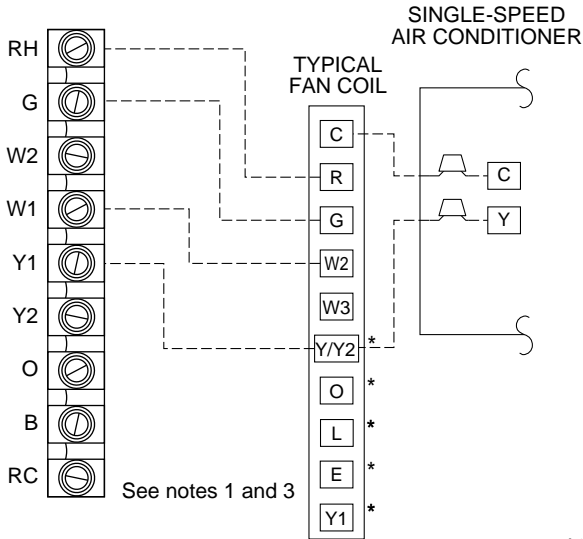 SINGLE-SPEED
AIR CONDITIONER
TYPICAL
FAN COIL
RH
G
W2
W1
Y1
Y2
O
B
RC
See notes 1 and 3
C
R
G
W2
W3
Y/Y2 *
O *
L *
E *
Y1 *
C
Y